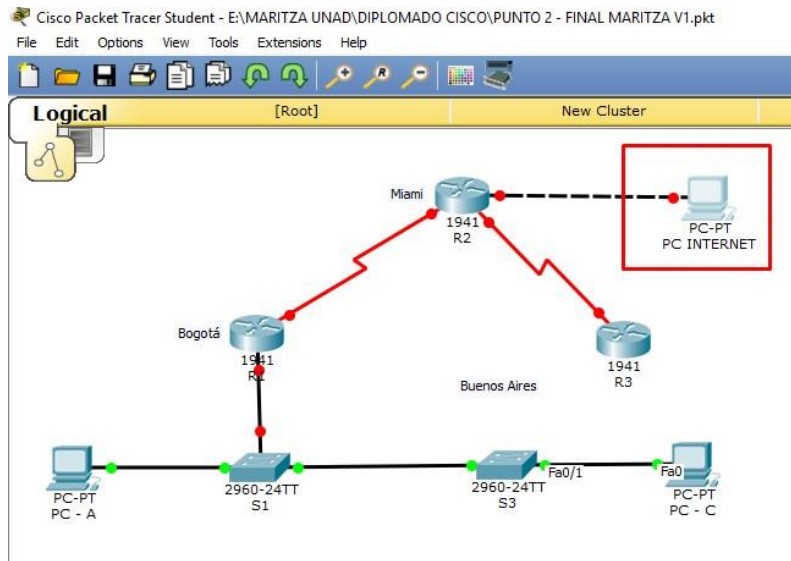 Cisco Packet Tracer Student - E:\MARITZA UNAD\DIPLOMADO CISCO\PUNTO 2 - FINAL MARITZA V1.pkt
File Edit Options View Tools Extensions Help
Logical [Root] New Cluster
Miami
1941
R2
PC-PT
PC INTERNET
Bogotá
1941
R1
1941
R3
Buenos Aires
PC-PT
PC - A
2960-24TT
S1
2960-24TT
S3
Fa0/1
Fa0
PC-PT
PC - C